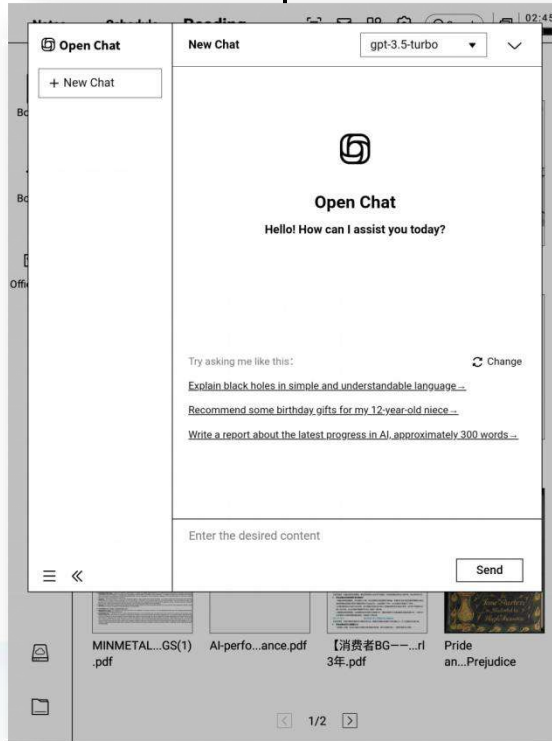 Reading
02:45
Open Chat
+ New Chat
New Chat
gpt-3.5-turbo
Open Chat
Hello! How can I assist you today?
Try asking me like this:
Change
Explain black holes in simple and understandable language→
Recommend some birthday gifts for my 12-year-old niece→
Write a report about the latest progress in AI, approximately 300 words→
Enter the desired content
Send
MINMETAL...GS(1)
.pdf
AI-perfo...ance.pdf
【消费者BG——...rl
3年.pdf
Pride
an...Prejudice
1/2